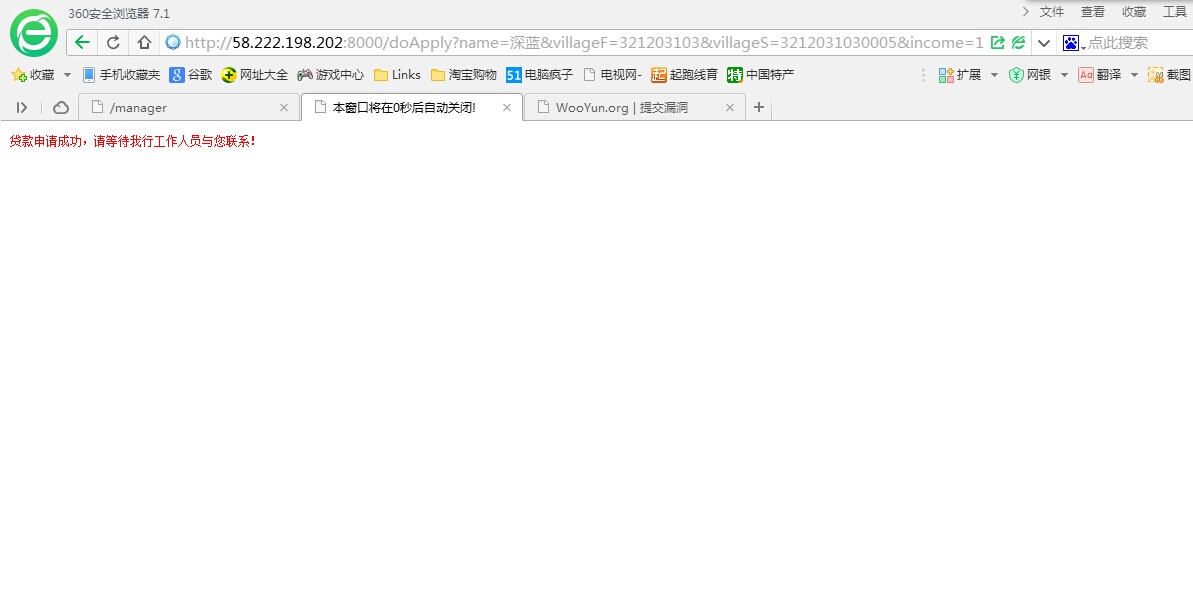 360安全浏览器 7.1
文件 查看 收藏 工具
http://58.222.198.202:8000/doApply?name=深蓝&villageF=321203103&villageS=3212031030005&income=1 点此搜索
收藏 手机收藏夹 谷歌 网址大全 游戏中心 Links 淘宝购物 51 电脑疯子 电视网- 起 起跑线育 特 中国特产 扩展 网银 Aa 翻译 截图
/manager 本窗口将在0秒后自动关闭! WooYun.org | 提交漏洞
贷款申请成功，请等待我行工作人员与您联系！